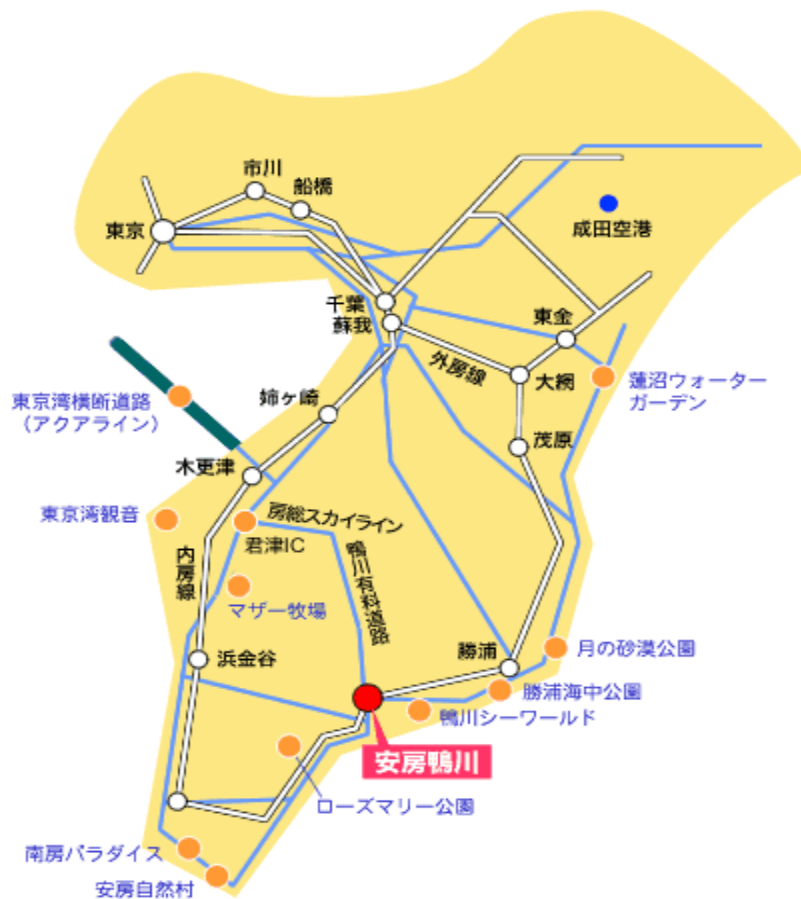 市川
船橋
東京
成田空港
千葉
蘇我
東金
外房線
大網
蓮沼ウォーター
ガーデン
姉ヶ崎
東京湾横断道路
（アクアライン）
茂原
木更津
東京湾観音
房総スカイライン
君津IC
内房線
鴨川有料道路
マザー牧場
浜金谷
勝浦
月の砂漠公園
勝浦海中公園
鴨川シーワールド
安房鴨川
ローズマリー公園
南房パラダイス
安房自然村